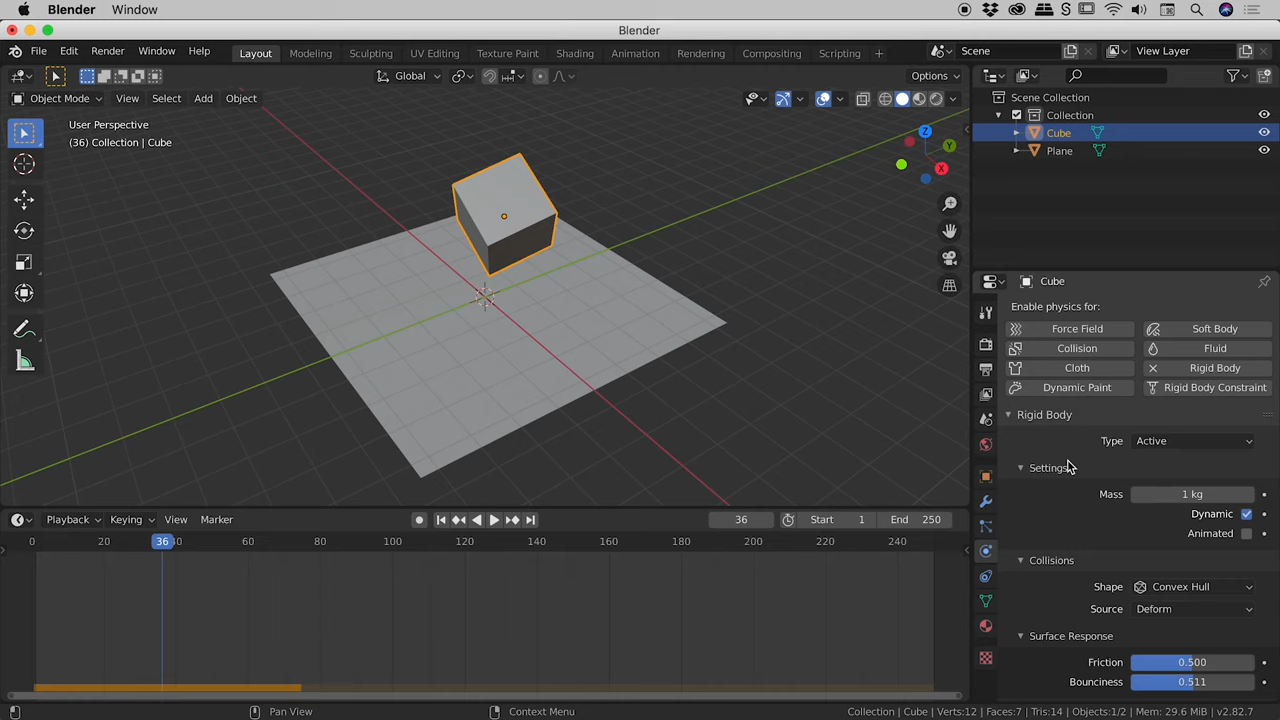 Blender Window
Blender
File Edit Render Window Help Layout Modeling Sculpting UV Editing Texture Paint Shading Animation Rendering Compositing Scripting + Scene View Layer
Global Options
Object Mode View Select Add Object
User Perspective
(36) Collection | Cube
Z
Y
X
Scene Collection
Collection
Cube
Plane
Cube
Enable physics for:
Force Field Soft Body
Collision Fluid
Cloth Rigid Body
Dynamic Paint Rigid Body Constraint
Rigid Body
Type Active
Settings
Mass 1 kg
Dynamic
Animated
Collisions
Shape Convex Hull
Source Deform
Surface Response
Friction 0.500
Bounciness 0.511
Playback Keying View Marker 36 Start 1 End 250
0 20 36 40 60 80 100 120 140 160 180 200 220 240
Pan View Context Menu Collection | Cube | Verts:12 | Faces:7 | Tris:14 | Objects:1/2 | Mem: 29.6 MiB | v2.82.7